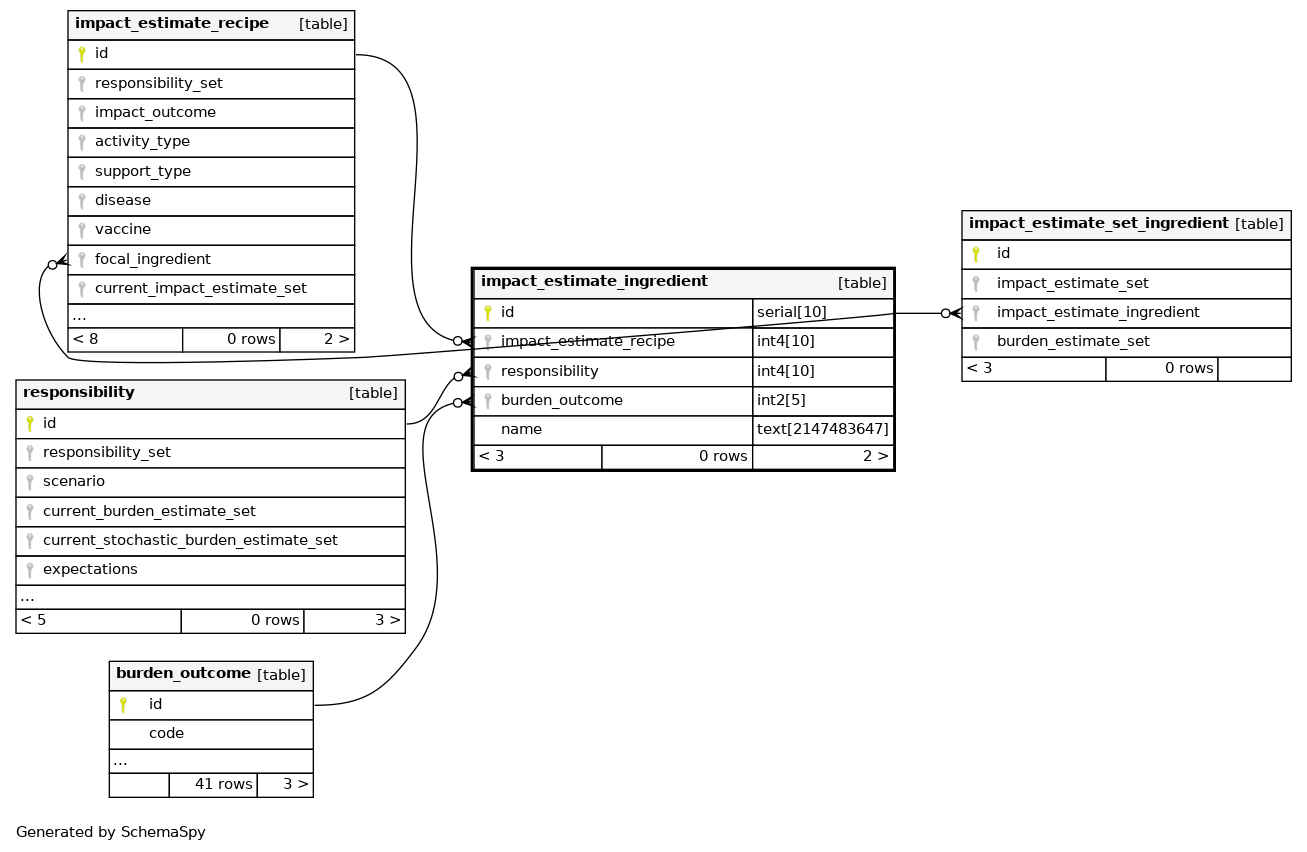 impact_estimate_recipe [table]
id
responsibility_set
impact_outcome
activity_type
support_type
disease
vaccine
focal_ingredient
current_impact_estimate_set
...
< 8 0 rows 2 >
responsibility [table]
id
responsibility_set
scenario
current_burden_estimate_set
current_stochastic_burden_estimate_set
expectations
...
< 5 0 rows 3 >
burden_outcome [table]
id
code
...
41 rows 3 >
impact_estimate_ingredient [table]
id serial[10]
impact_estimate_recipe int4[10]
responsibility int4[10]
burden_outcome int2[5]
name text[2147483647]
< 3 0 rows 2 >
impact_estimate_set_ingredient [table]
id
impact_estimate_set
impact_estimate_ingredient
burden_estimate_set
< 3 0 rows
Generated by SchemaSpy